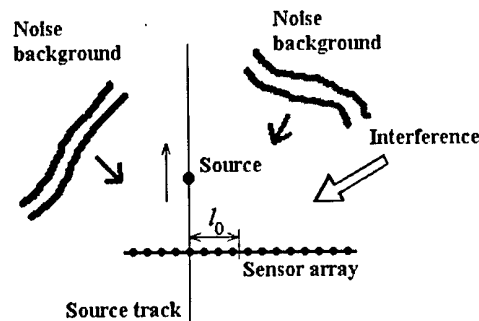 Noise
background
Noise
background
Interference
Source
l₀
Sensor array
Source track